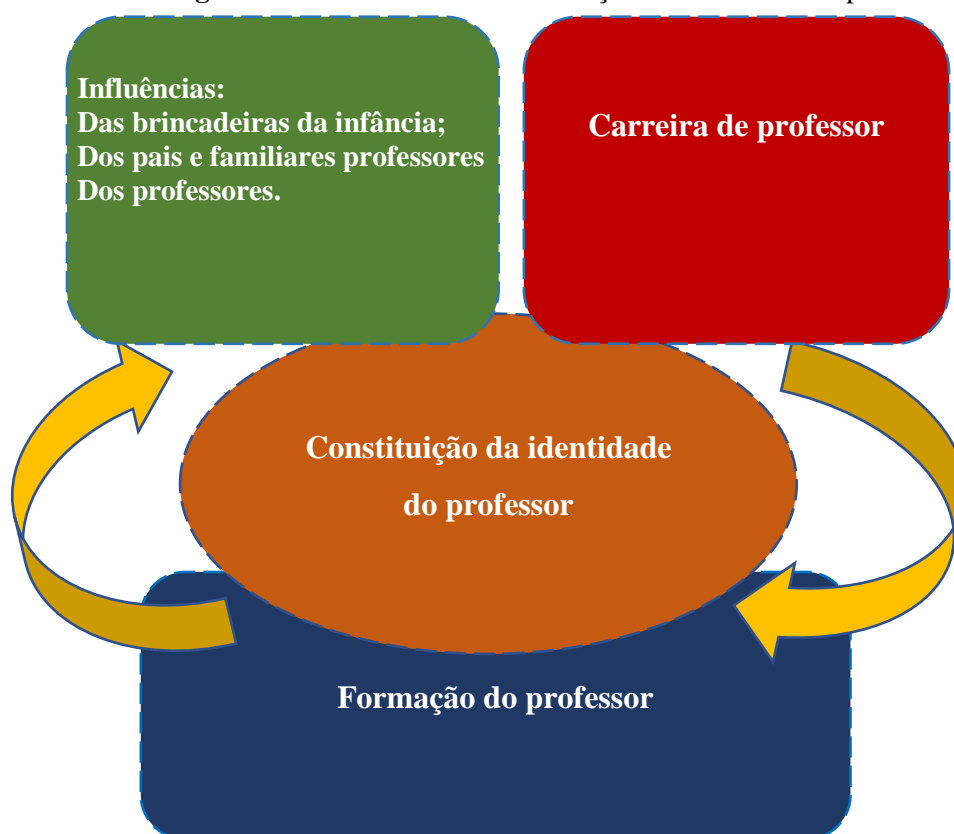 Influências:
Das brincadeiras da infância;
Dos pais e familiares professores
Dos professores.
Carreira de professor
Constituição da identidade
do professor
Formação do professor